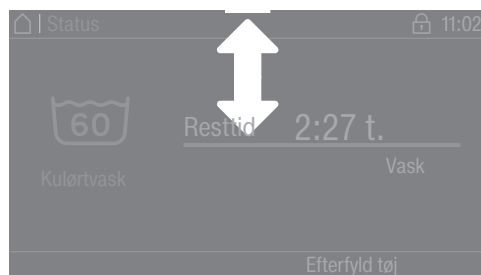 | Status 11:02
60 Resttid 2:27 t.
Kulørtvask Vask
Efterfyld tøj